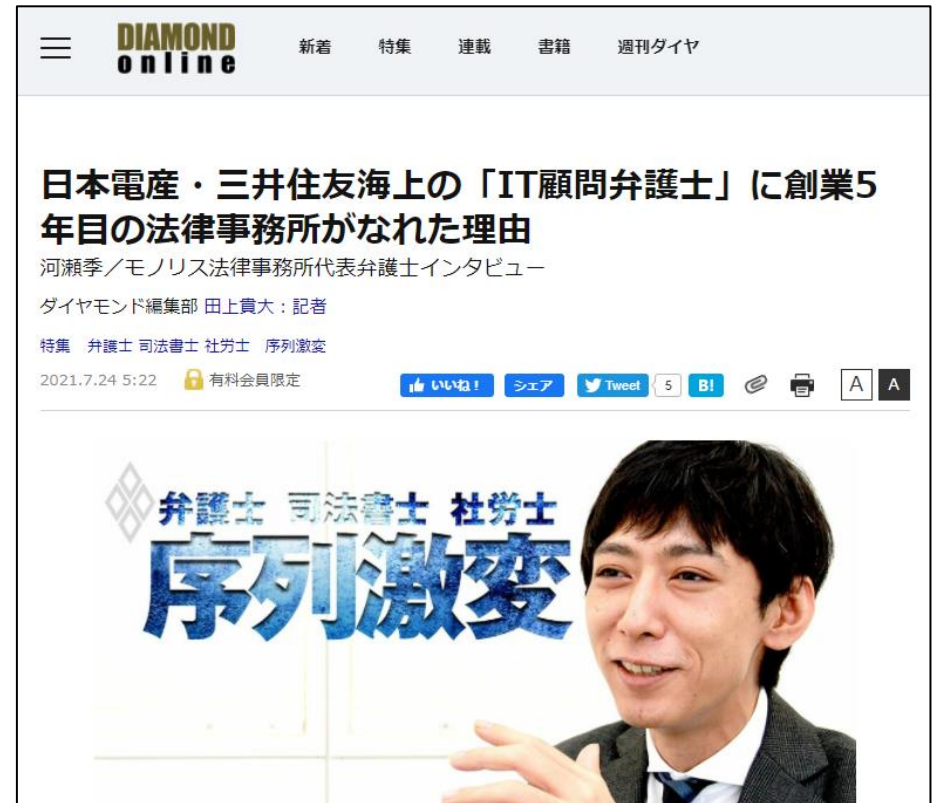 DIAMOND
online
新着 特集 連載 書籍 週刊ダイヤ
日本電産・三井住友海上の「IT顧問弁護士」に創業5
年目の法律事務所がなれた理由
河瀬季／モノリス法律事務所代表弁護士インタビュー
ダイヤモンド編集部 田上貴大：記者
特集 弁護士 司法書士 社労士 序列激変
2021.7.24 5:22 有料会員限定 いいね！ シェア Tweet 5 B! A A
弁護士 司法書士 社労士
序列激変